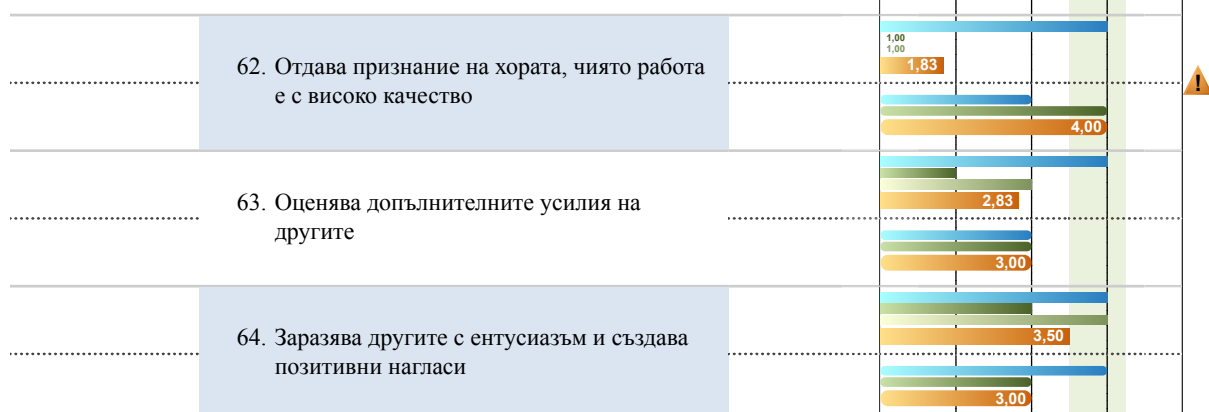 62. Отдава признание на хората, чиято работа
е с високо качество
1,00
1,00
1,83
4,00
63. Оценява допълнителните усилия на
другите
2,83
3,00
64. Заразява другите с ентусиазъм и създава
позитивни нагласи
3,50
3,00